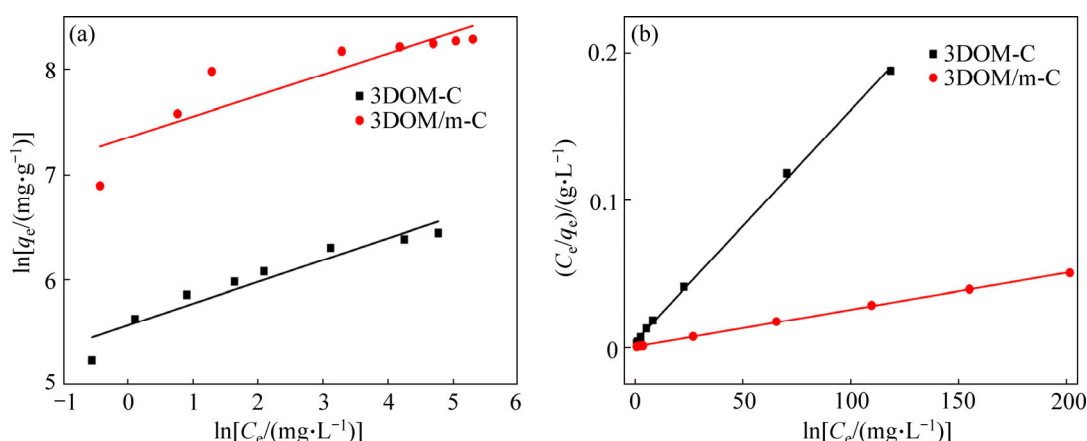 (a)
3DOM-C
3DOM/m-C
ln[qe/(mg·g⁻¹)]
8
7
6
5
−1 0 1 2 3 4 5 6
ln[Ce/(mg·L⁻¹)]
(b)
3DOM-C
3DOM/m-C
(Ce/qe)/(g·L⁻¹)
0.2
0.1
0
0 50 100 150 200
ln[Ce/(mg·L⁻¹)]